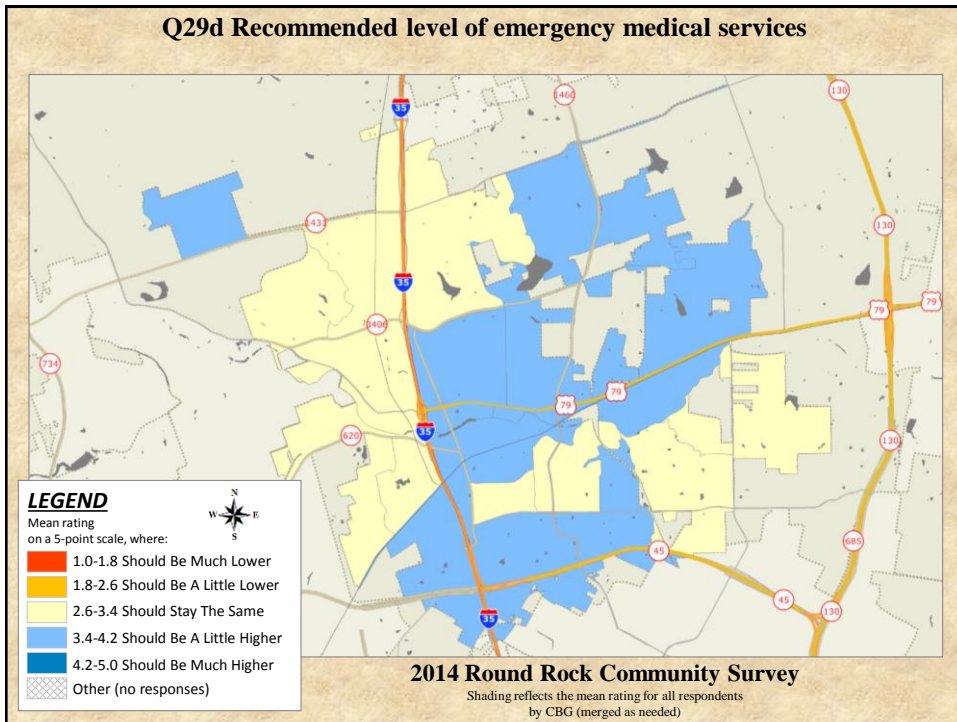 Q29d Recommended level of emergency medical services
35
1460
130
1431
130
35
79
79
3406
734
79
79
35
620
130
45
685
45
130
35
LEGEND
Mean rating
on a 5-point scale, where:
N
W E
S
1.0-1.8 Should Be Much Lower
1.8-2.6 Should Be A Little Lower
2.6-3.4 Should Stay The Same
3.4-4.2 Should Be A Little Higher
4.2-5.0 Should Be Much Higher
Other (no responses)
2014 Round Rock Community Survey
Shading reflects the mean rating for all respondents
by CBG (merged as needed)